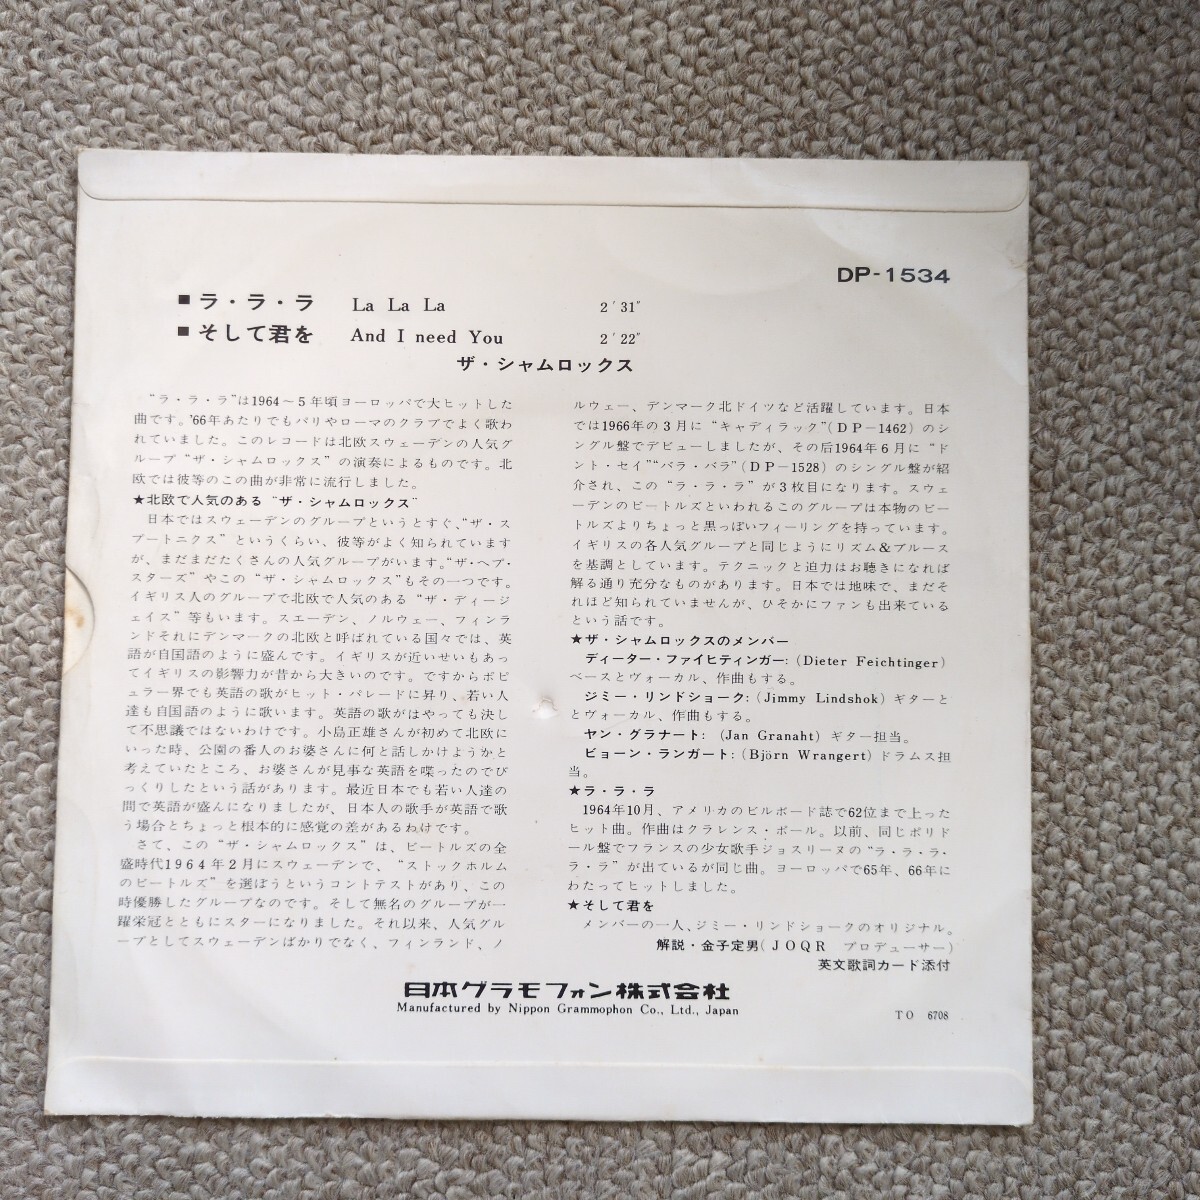 DP-1534
■ ラ・ラ・ラ La La La 2′31″
■ そして君を And I need You 2′22″
ザ・シャムロックス
“ラ・ラ・ラ”は1964～5年頃ヨーロッパで大ヒットした
曲です。'66年あたりでもパリやローマのクラブでよく歌わ
れていました。このレコードは北欧スウェーデンの人気グ
ループ“ザ・シャムロックス”の演奏によるものです。北
欧では彼等のこの曲が非常に流行しました。
★北欧で人気のある“ザ・シャムロックス”
日本ではスウェーデンのグループというとすぐ、“ザ・ス
プートニクス”というくらい、彼等がよく知られています
が、まだまだたくさんの人気グループがいます。“ザ・ヘプ・
スターズ”やこの“ザ・シャムロックス”もその一つです。
イギリス人のグループで北欧で人気のある“ザ・ディージ
ェイス”等もいます。スエーデン、ノルウェー、フィンラ
ンドそれにデンマークの北欧と呼ばれている国々では、英
語が自国語のように盛んです。イギリスが近いせいもあっ
てイギリスの影響力が昔から大きいのです。ですからポピ
ュラー界でも英語の歌がヒット・パレードに昇り、若い人
達も自国語のように歌います。英語の歌がはやっても決し
て不思議ではないわけです。小島正雄さんが初めて北欧に
いった時、公園の番人のお婆さんに何と話しかけようかと
考えていたところ、お婆さんが見事な英語を喋ったのでび
っくりしたという話があります。最近日本でも若い人達の
間で英語が盛んになりましたが、日本人の歌手が英語で歌
う場合とちょっと根本的に感覚の差があるわけです。
さて、この“ザ・シャムロックス”は、ビートルズの全
盛時代1964年2月にスウェーデンで、“ストックホルム
のビートルズ”を選ぼうというコンテストがあり、この
時優勝したグループなのです。そして無名のグループが一
躍栄冠とともにスターになりました。それ以来、人気グル
ープとしてスウェーデンばかりでなく、フィンランド、ノ
ルウェー、デンマーク北ドイツなど活躍しています。日本
では1966年の3月に“キャディラック”(DP-1462)のシ
ングル盤でデビューしましたが、その后1964年6月に“ド
ント・セイ”“バラ・バラ”(DP-1528)のシングル盤が紹
介され、この“ラ・ラ・ラ”が3枚目になります。スウェ
ーデンのビートルズといわれるこのグループは本物のビー
トルズよりちょっと黒っぽいフィーリングを持っています。
イギリスの各人気グループと同じようにリズム&ブルース
を基調としています。テクニックと迫力はお聴きになれば
解る通り充分なものがあります。日本では地味で、まだそ
れほど知られていませんが、ひそかにファンも出来ている
という話です。
★ザ・シャムロックスのメンバー
ディーター・ファイヒティンガー:(Dieter Feichtinger)
ベースとヴォーカル、作曲もする。
ジミー・リンドショーク:(Jimmy Lindshok)ギターと
とヴォーカル、作曲もする。
ヤン・グラナート:(Jan Granaht)ギター担当。
ビョーン・ランガート:(Björn Wrangert)ドラムス担
当。
★ラ・ラ・ラ
1964年10月、アメリカのビルボード誌で62位まで上った
ヒット曲。作曲はクラレンス・ポール。以前、同じポリド
ール盤でフランスの少女歌手ジョスリーヌの“ラ・ラ・ラ・
ラ・ラ”が出ているが同じ曲。ヨーロッパで65年、66年に
わたってヒットしました。
★そして君を
メンバーの一人、ジミー・リンドショークのオリジナル。
解説・金子定男(JOQR プロデューサー)
英文歌詞カード添付
日本グラモフォン株式会社
Manufactured by Nippon Grammophon Co., Ltd., Japan
TO 6708